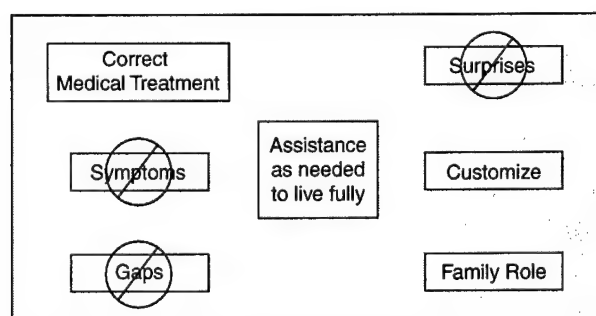 Correct
Medical Treatment
Symptoms
Gaps
Assistance
as needed
to live fully
Surprises
Customize
Family Role